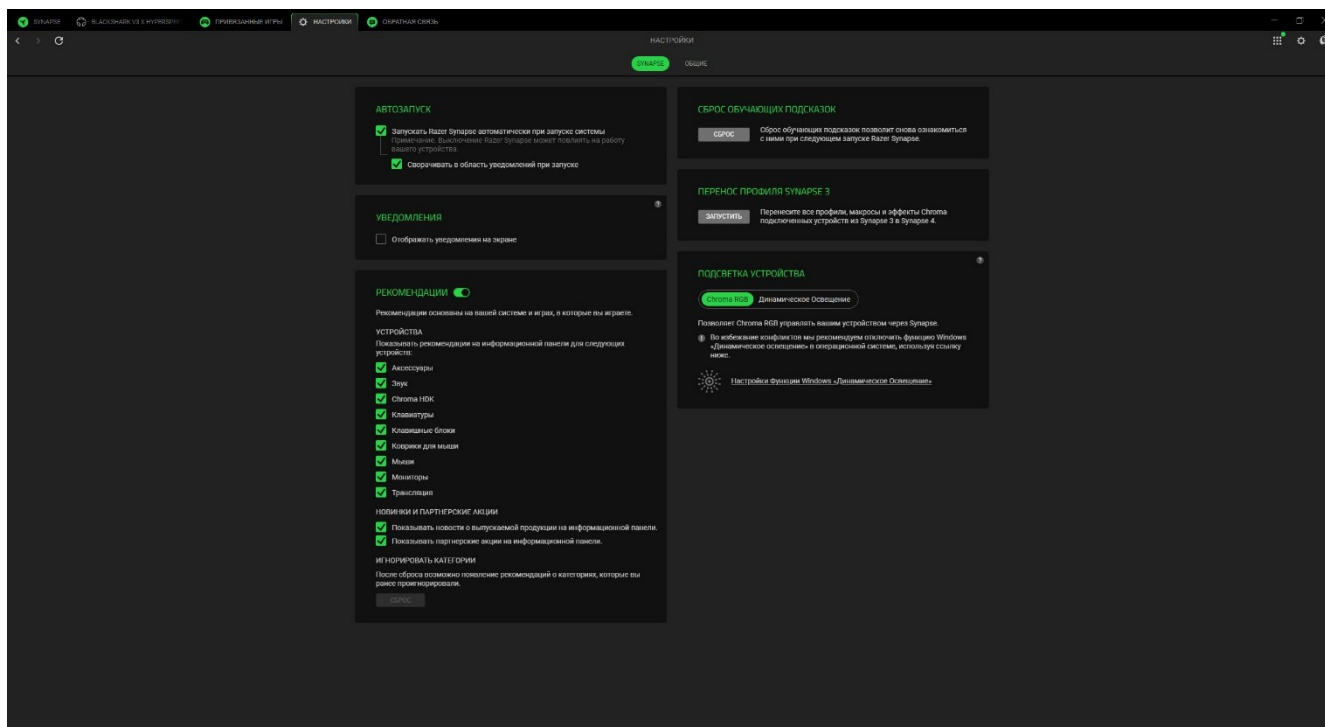 SYNAPSE
BLACKSHARK V3 X HYPERSPE
ПРИВЯЗАННЫЕ ИГРЫ
НАСТРОЙКИ
ОБРАТНАЯ СВЯЗЬ
НАСТРОЙКИ
SYNAPSE
ОБЩИЕ
АВТОЗАПУСК
Запускать Razer Synapse автоматически при запуске системы
Примечание. Выключение Razer Synapse может повлиять на работу
вашего устройства.
Сворачивать в область уведомлений при запуске
УВЕДОМЛЕНИЯ
Отображать уведомления на экране
РЕКОМЕНДАЦИИ
Рекомендации основаны на вашей системе и играх, в которые вы играете.
УСТРОЙСТВА
Показывать рекомендации на информационной панели для следующих
устройств:
Аксессуары
Звук
Chroma HDK
Клавиатуры
Клавишные блоки
Коврики для мыши
Мыши
Мониторы
Трансляция
НОВИНКИ И ПАРТНЕРСКИЕ АКЦИИ
Показывать новости о выпускаемой продукции на информационной панели.
Показывать партнерские акции на информационной панели.
ИГНОРИРОВАТЬ КАТЕГОРИИ
После сброса возможно появление рекомендаций о категориях, которые вы
ранее проигнорировали.
СБРОС
СБРОС ОБУЧАЮЩИХ ПОДСКАЗОК
СБРОС
Сброс обучающих подсказок позволит снова ознакомиться
с ними при следующем запуске Razer Synapse.
ПЕРЕНОС ПРОФИЛЯ SYNAPSE 3
ЗАПУСТИТЬ
Перенесите все профили, макросы и эффекты Chroma
подключенных устройств из Synapse 3 в Synapse 4.
ПОДСВЕТКА УСТРОЙСТВА
Chroma RGB
Динамическое Освещение
Позволяет Chroma RGB управлять вашим устройством через Synapse.
Во избежание конфликтов мы рекомендуем отключить функцию Windows
«Динамическое освещение» в операционной системе, используя ссылку
ниже.
Настройки Функции Windows «Динамическое Освещение»